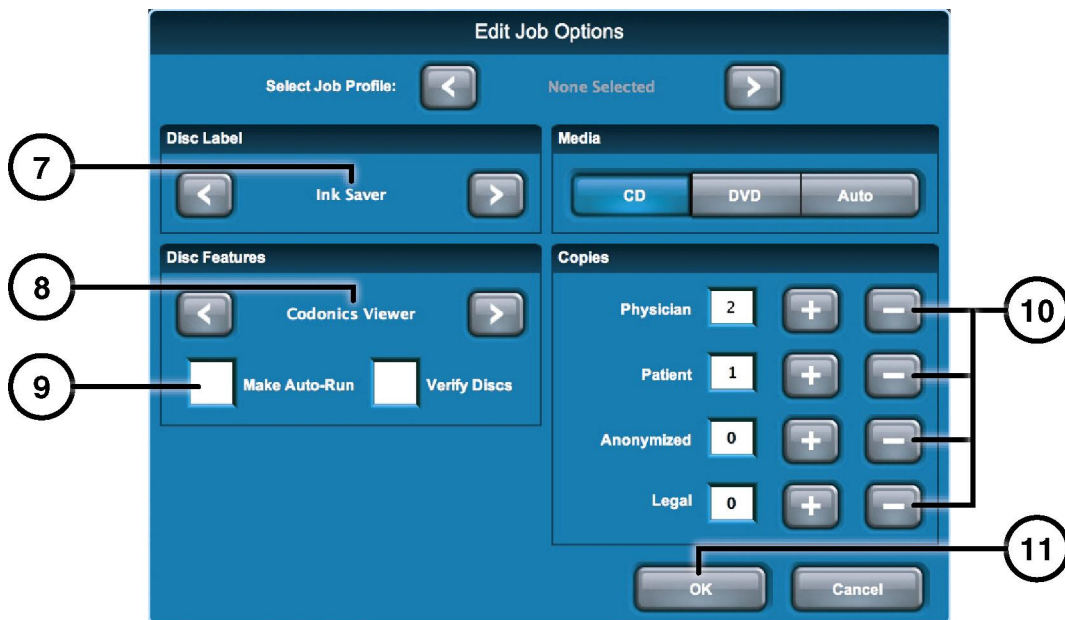 Edit Job Options
Select Job Profile: < None Selected >
Disc Label
7 < Ink Saver >
Media
CD DVD Auto
Disc Features
8 < Codonics Viewer >
9 Make Auto-Run Verify Discs
Copies
Physician 2 + − 10
Patient 1 + −
Anonymized 0 + −
Legal 0 + −
11
OK Cancel